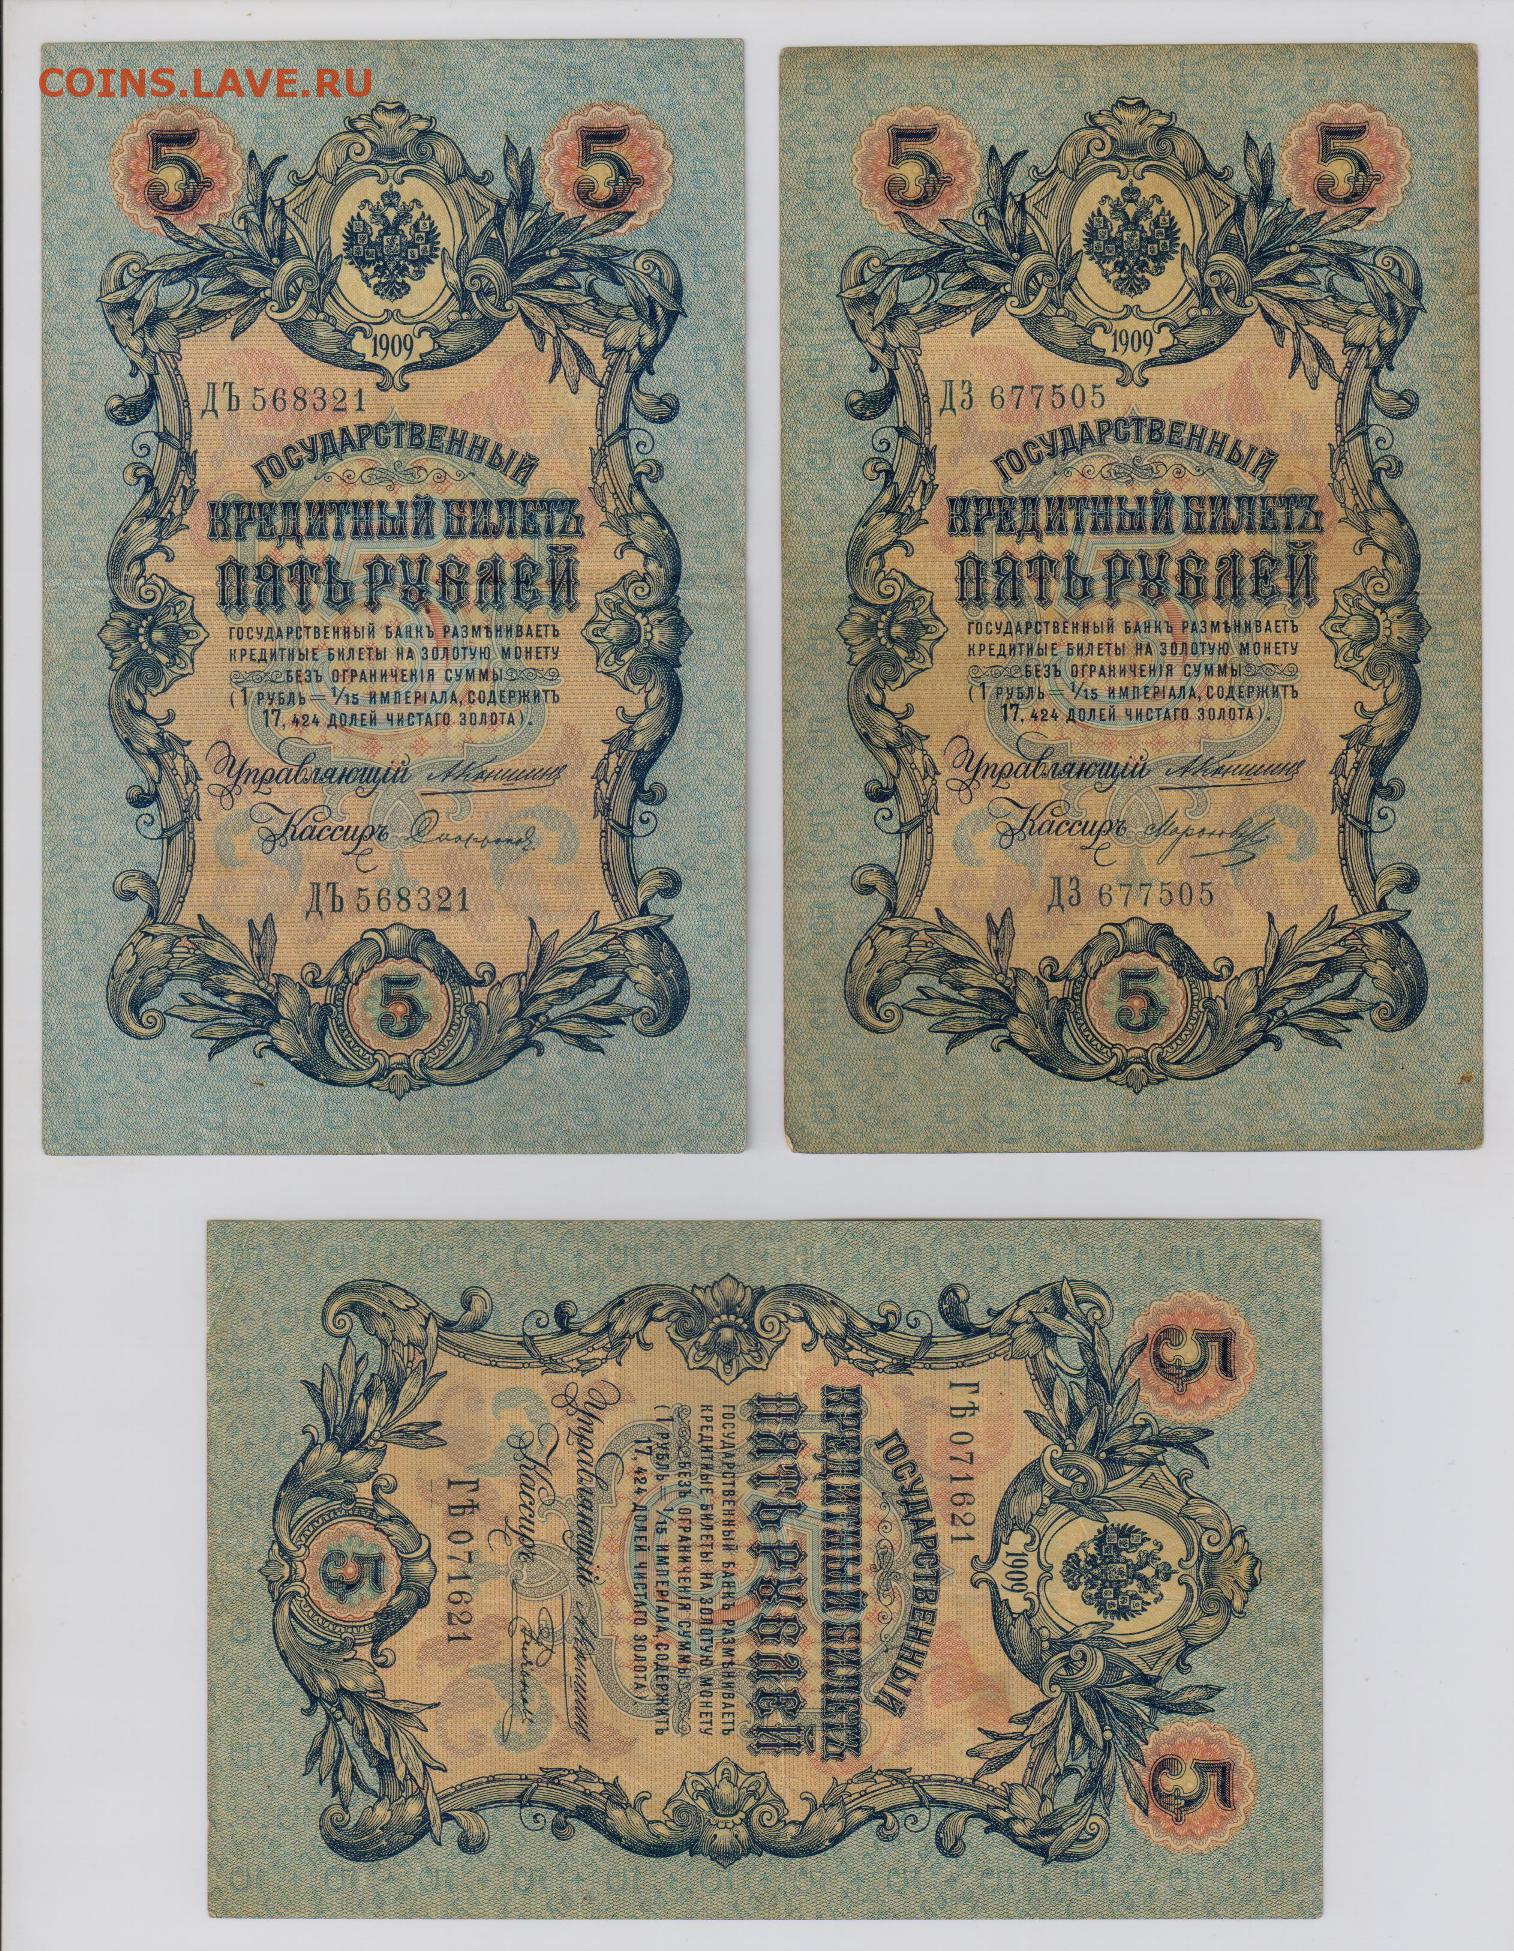 COINS.LAVE.RU
5 5
1909
ДЪ 568321
ГОСУДАРСТВЕННЫЙ
КРЕДИТНЫЙ БИЛЕТЪ
ПЯТЬ РУБЛЕЙ
ГОСУДАРСТВЕННЫЙ БАНКЪ РАЗМѢНИВАЕТЪ
КРЕДИТНЫЕ БИЛЕТЫ НА ЗОЛОТУЮ МОНЕТУ
БЕЗЪ ОГРАНИЧЕНІЯ СУММЫ
(1 РУБЛЬ = 1/15 ИМПЕРІАЛА, СОДЕРЖИТЪ
17,424 ДОЛЕЙ ЧИСТАГО ЗОЛОТА).
Управляющій АКоншинъ
Кассиръ
ДЪ 568321
5
5 5
1909
ДЗ 677505
ГОСУДАРСТВЕННЫЙ
КРЕДИТНЫЙ БИЛЕТЪ
ПЯТЬ РУБЛЕЙ
ГОСУДАРСТВЕННЫЙ БАНКЪ РАЗМѢНИВАЕТЪ
КРЕДИТНЫЕ БИЛЕТЫ НА ЗОЛОТУЮ МОНЕТУ
БЕЗЪ ОГРАНИЧЕНІЯ СУММЫ
(1 РУБЛЬ = 1/15 ИМПЕРІАЛА, СОДЕРЖИТЪ
17,424 ДОЛЕЙ ЧИСТАГО ЗОЛОТА).
Управляющій АКоншинъ
Кассиръ
ДЗ 677505
5
5 5
1909
ГѢ 071621
ГОСУДАРСТВЕННЫЙ
КРЕДИТНЫЙ БИЛЕТЪ
ПЯТЬ РУБЛЕЙ
ГОСУДАРСТВЕННЫЙ БАНКЪ РАЗМѢНИВАЕТЪ
КРЕДИТНЫЕ БИЛЕТЫ НА ЗОЛОТУЮ МОНЕТУ
БЕЗЪ ОГРАНИЧЕНІЯ СУММЫ
(1 РУБЛЬ = 1/15 ИМПЕРІАЛА, СОДЕРЖИТЪ
17,424 ДОЛЕЙ ЧИСТАГО ЗОЛОТА).
Управляющій АКоншинъ
Кассиръ
ГѢ 071621
5